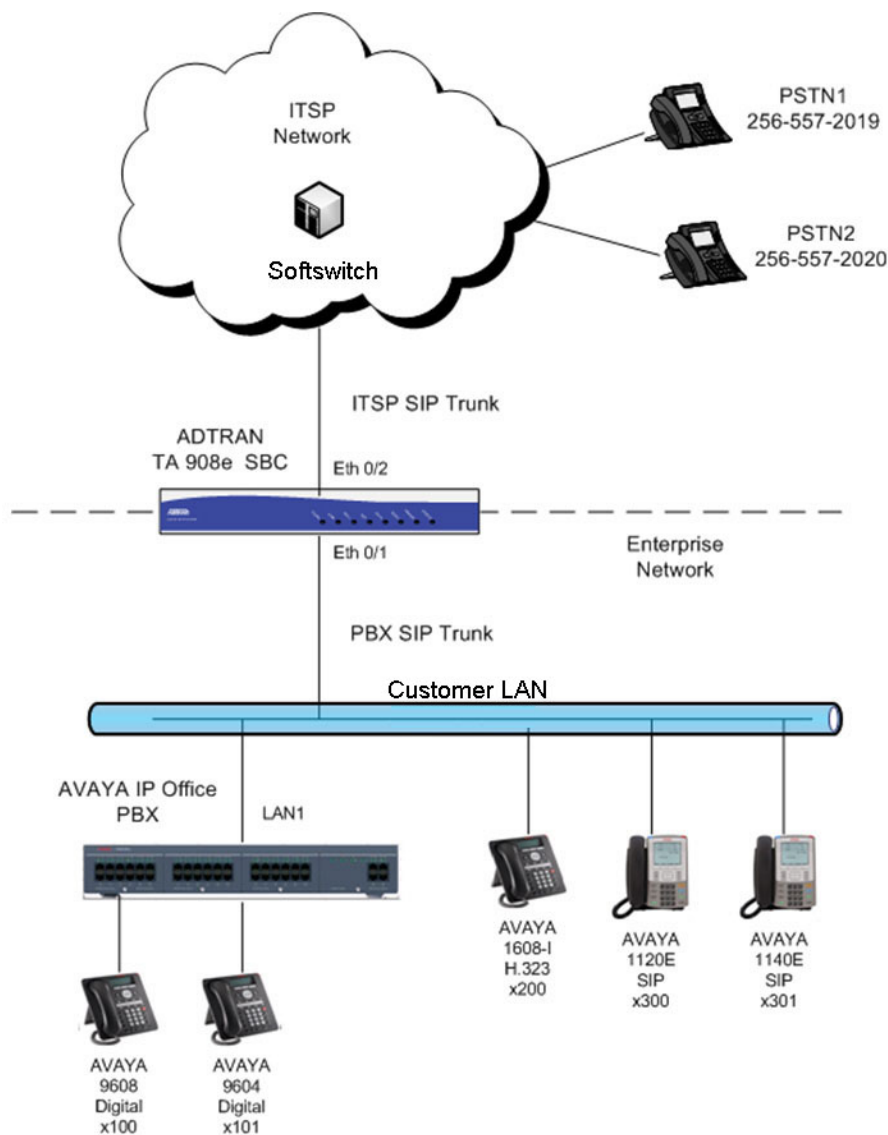 ITSP
Network
Softswitch
PSTN1
256-557-2019
PSTN2
256-557-2020
ITSP SIP Trunk
ADTRAN
TA 908e SBC
Eth 0/2
Eth 0/1
Enterprise
Network
PBX SIP Trunk
Customer LAN
AVAYA IP Office
PBX
LAN1
AVAYA
1608-I
H.323
x200
AVAYA
1120E
SIP
x300
AVAYA
1140E
SIP
x301
AVAYA
9608
Digital
x100
AVAYA
9604
Digital
x101